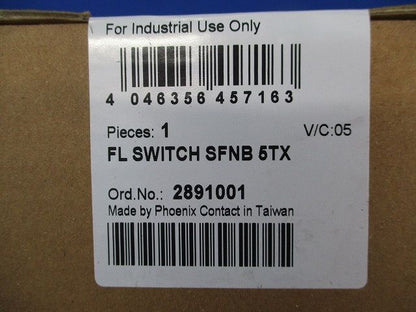 For Industrial Use Only
4 046356 457163
Pieces: 1 V/C:05
FL SWITCH SFNB 5TX
Ord.No.: 2891001
Made by Phoenix Contact in Taiwan